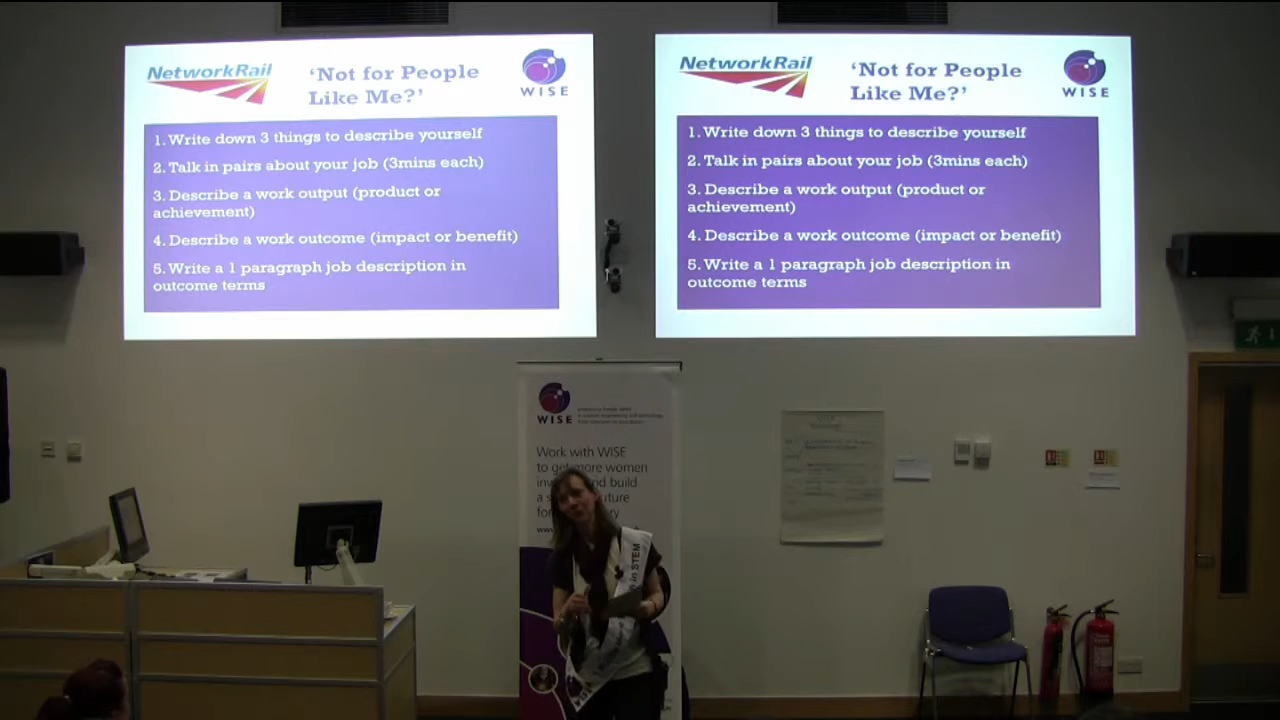 NetworkRail
'Not for People
Like Me?'
WISE
1. Write down 3 things to describe yourself
2. Talk in pairs about your job (3mins each)
3. Describe a work output (product or
achievement)
4. Describe a work outcome (impact or benefit)
5. Write a 1 paragraph job description in
outcome terms
NetworkRail
'Not for People
Like Me?'
WISE
1. Write down 3 things to describe yourself
2. Talk in pairs about your job (3mins each)
3. Describe a work output (product or
achievement)
4. Describe a work outcome (impact or benefit)
5. Write a 1 paragraph job description in
outcome terms
WISE
Work with WISE
to get more women
and build
a
for
in STEM